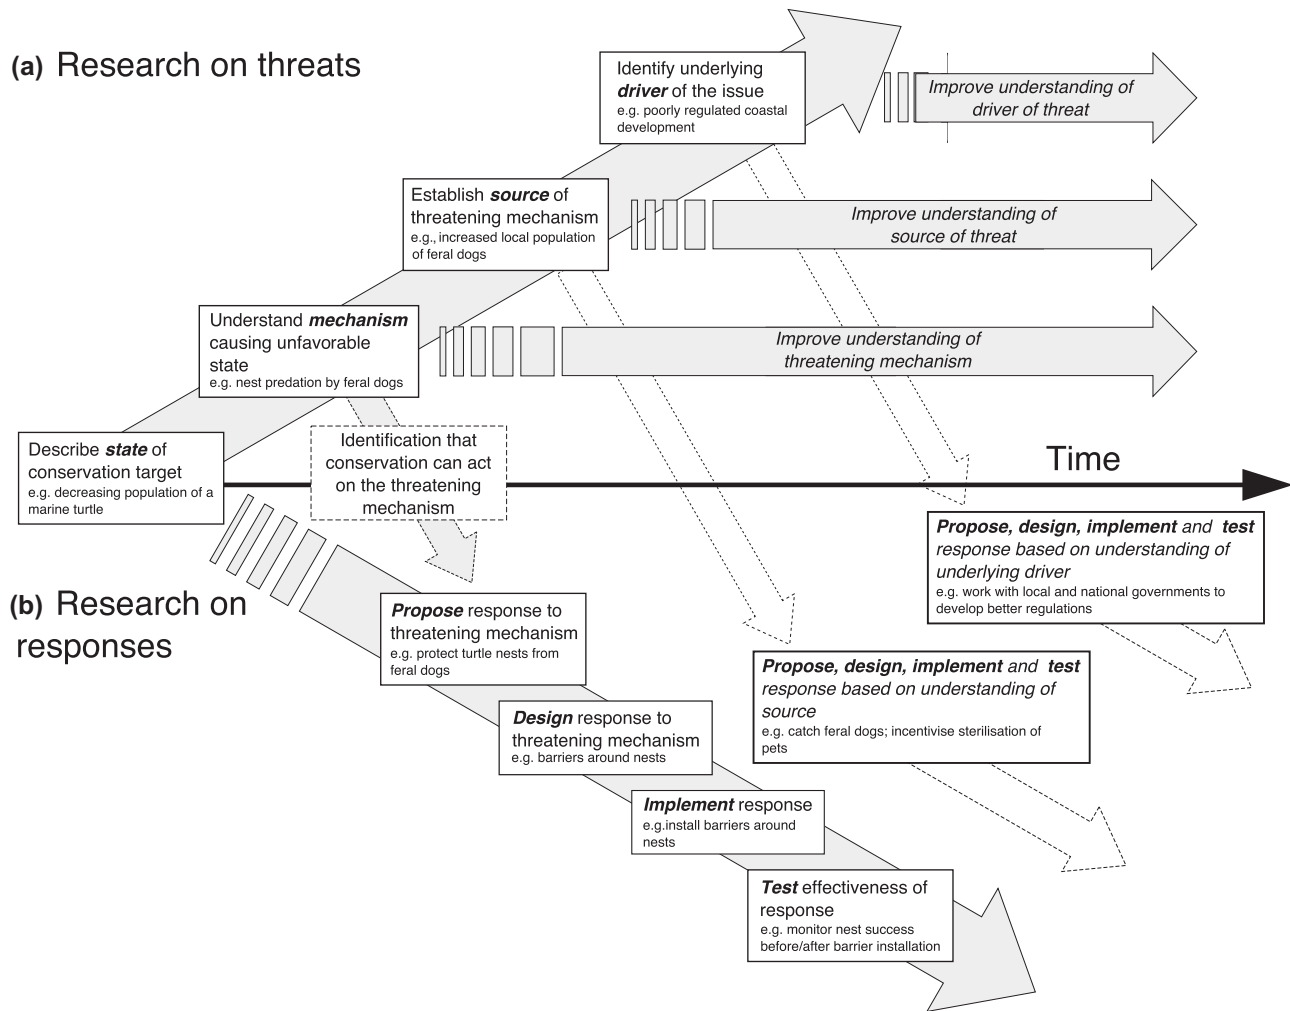 (a) Research on threats
Identify underlying
driver of the issue
e.g. poorly regulated coastal
development
Improve understanding of
driver of threat
Establish source of
threatening mechanism
e.g., increased local population
of feral dogs
Improve understanding of
source of threat
Understand mechanism
causing unfavorable
state
e.g. nest predation by feral dogs
Improve understanding of
threatening mechanism
Describe state of
conservation target
e.g. decreasing population of a
marine turtle
Identification that
conservation can act
on the threatening
mechanism
Time
(b) Research on
responses
Propose, design, implement and test
response based on understanding of
underlying driver
e.g. work with local and national governments to
develop better regulations
Propose response to
threatening mechanism
e.g. protect turtle nests from
feral dogs
Propose, design, implement and test
response based on understanding of
source
e.g. catch feral dogs; incentivise sterilisation of
pets
Design response to
threatening mechanism
e.g. barriers around nests
Implement response
e.g.install barriers around
nests
Test effectiveness of
response
e.g. monitor nest success
before/after barrier installation